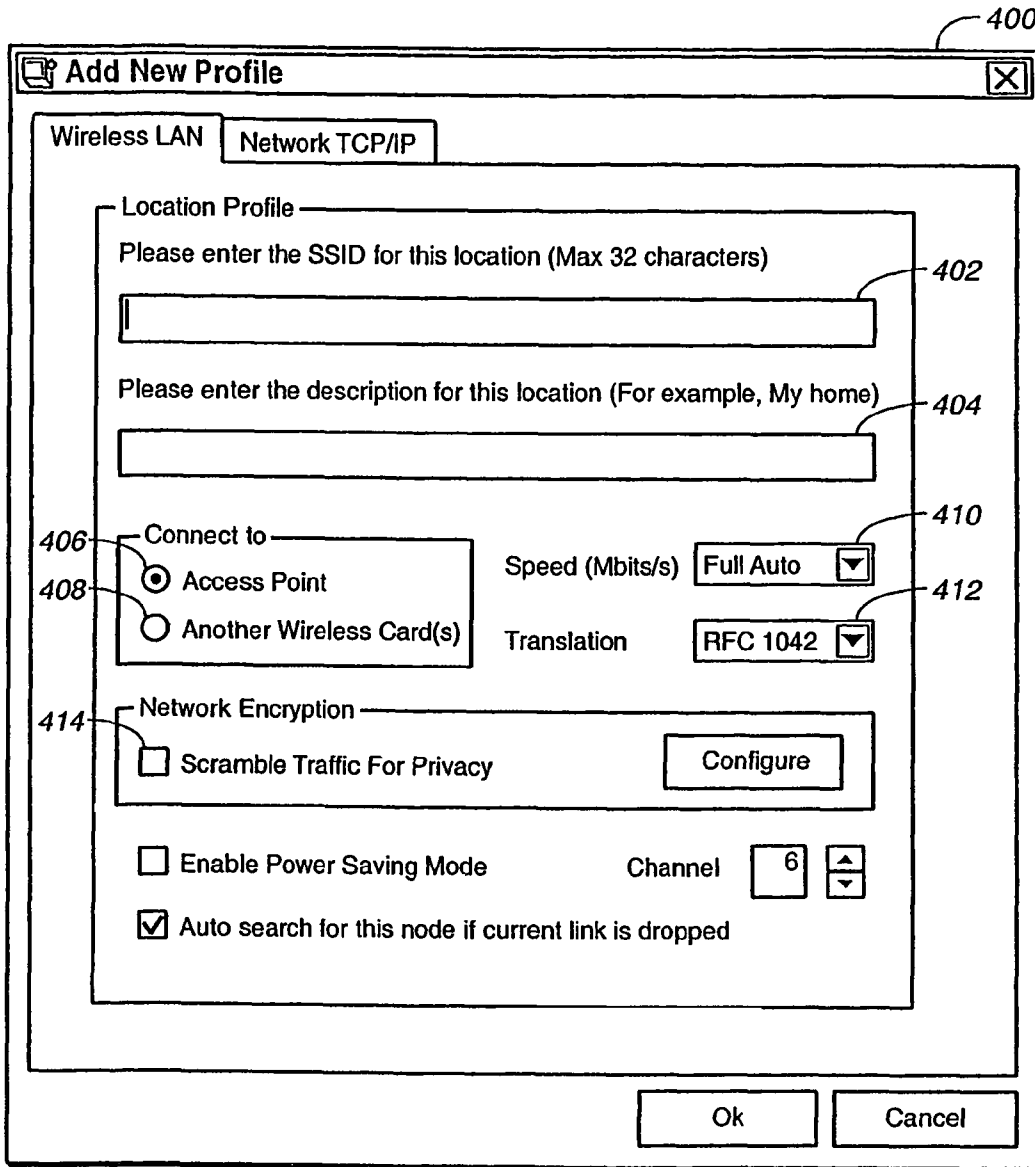 400
Add New Profile
Wireless LAN
Network TCP/IP
Location Profile
Please enter the SSID for this location (Max 32 characters)
402
Please enter the description for this location (For example, My home)
404
Connect to
406
Access Point
408
Another Wireless Card(s)
Speed (Mbits/s)
Full Auto
410
Translation
RFC 1042
412
Network Encryption
414
Scramble Traffic For Privacy
Configure
Enable Power Saving Mode
Channel
6
Auto search for this node if current link is dropped
Ok
Cancel